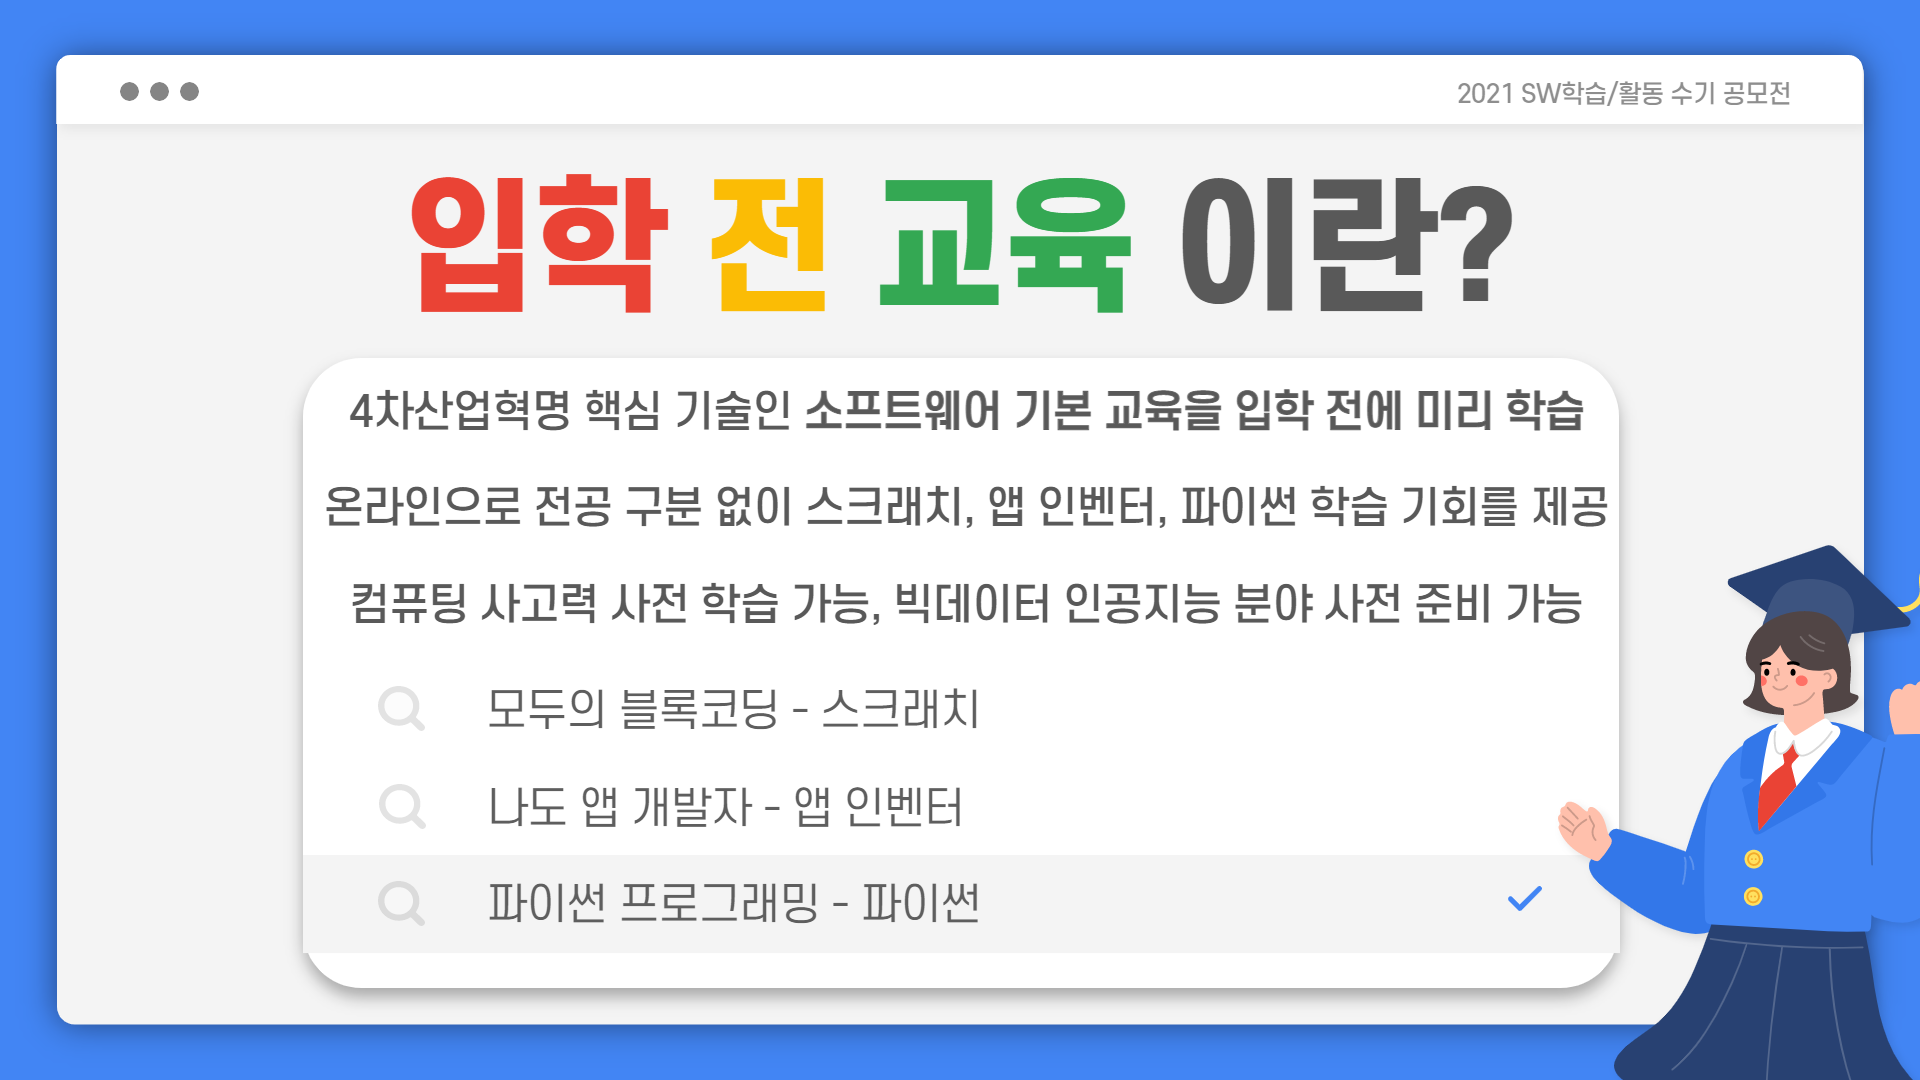 2021 SW학습/활동 수기 공모전
입학 전 교육 이란?
4차산업혁명 핵심 기술인 소프트웨어 기본 교육을 입학 전에 미리 학습
온라인으로 전공 구분 없이 스크래치, 앱 인벤터, 파이썬 학습 기회를 제공
컴퓨팅 사고력 사전 학습 가능, 빅데이터 인공지능 분야 사전 준비 가능
모두의 블록코딩 - 스크래치
나도 앱 개발자 - 앱 인벤터
파이썬 프로그래밍 - 파이썬